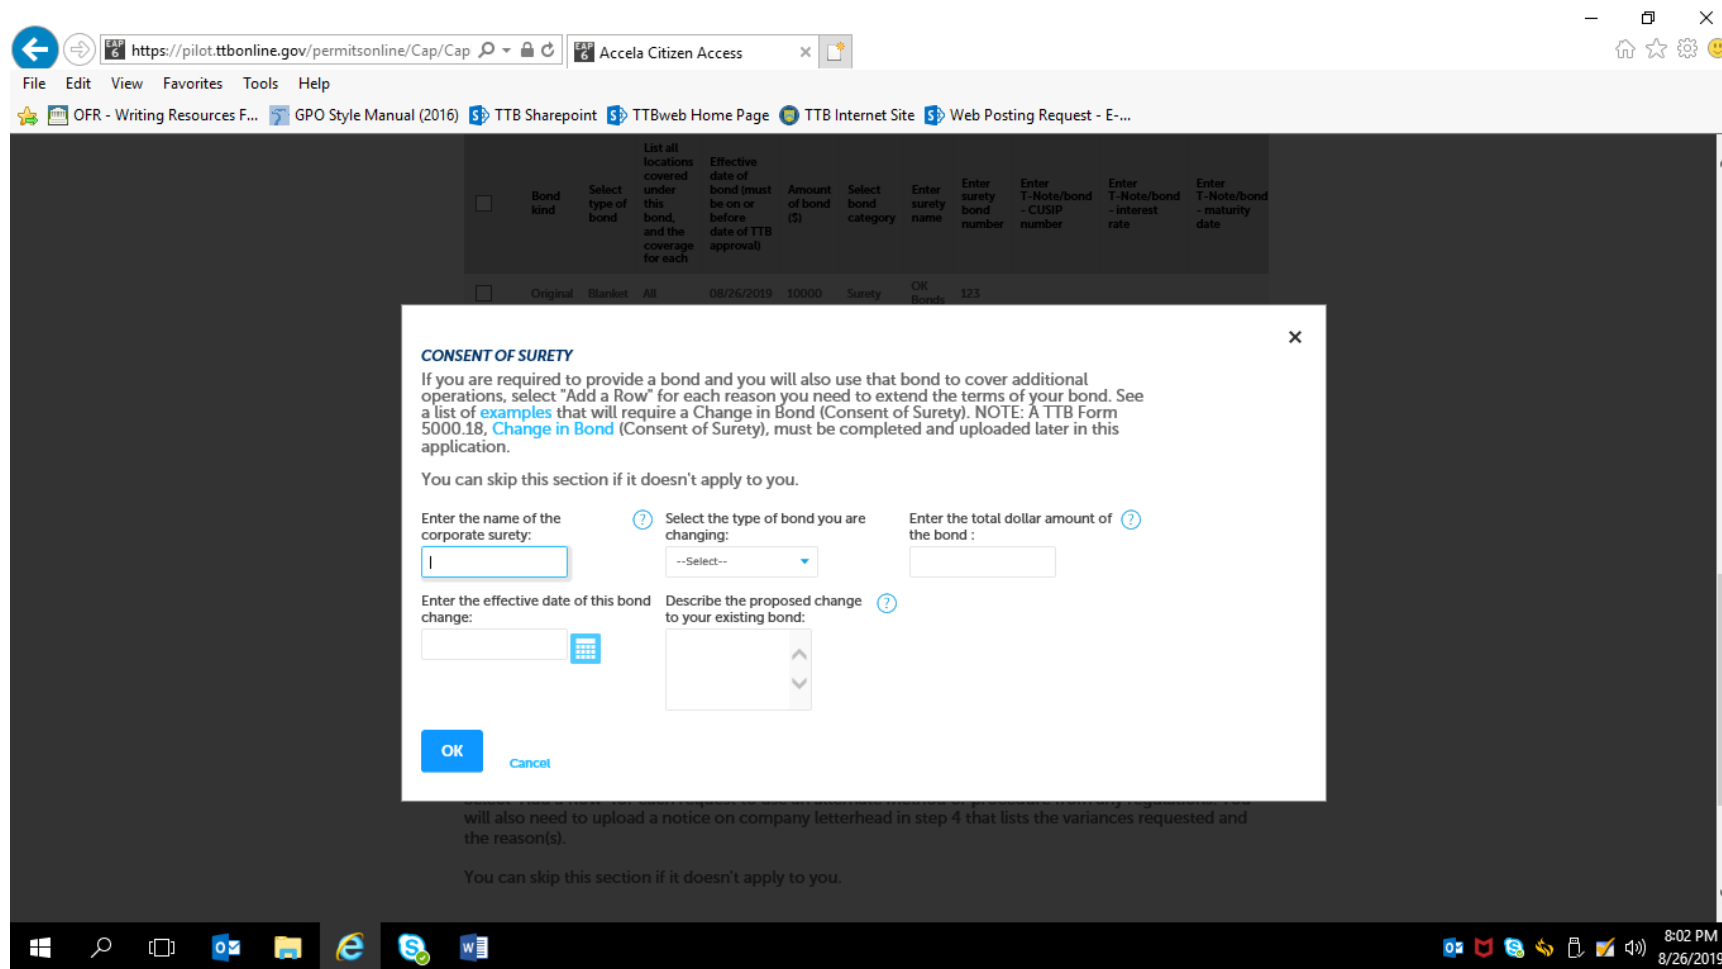 https://pilot.ttbonline.gov/permitsonline/Cap/Cap
EAP 6 Accela Citizen Access
File Edit View Favorites Tools Help
OFR - Writing Resources F... GPO Style Manual (2016) TTB Sharepoint TTBweb Home Page TTB Internet Site Web Posting Request - E-...
Bond kind
Select type of bond
List all locations covered under this bond, and the coverage for each
Effective date of bond (must be on or before date of TTB approval)
Amount of bond ($)
Select bond category
Enter surety name
Enter surety bond number
Enter T-Note/bond - CUSIP number
Enter T-Note/bond - interest rate
Enter T-Note/bond - maturity date
Original Blanket All 08/26/2019 10000 Surety OK Bonds 123
CONSENT OF SURETY
If you are required to provide a bond and you will also use that bond to cover additional
operations, select "Add a Row" for each reason you need to extend the terms of your bond. See
a list of examples that will require a Change in Bond (Consent of Surety). NOTE: A TTB Form
5000.18, Change in Bond (Consent of Surety), must be completed and uploaded later in this
application.
You can skip this section if it doesn't apply to you.
Enter the name of the
corporate surety:
Select the type of bond you are
changing:
--Select--
Enter the total dollar amount of
the bond :
Enter the effective date of this bond
change:
Describe the proposed change
to your existing bond:
OK
Cancel
will also need to upload a notice on company letterhead in step 4 that lists the variances requested and
the reason(s).
You can skip this section if it doesn't apply to you.
8:02 PM
8/26/2019